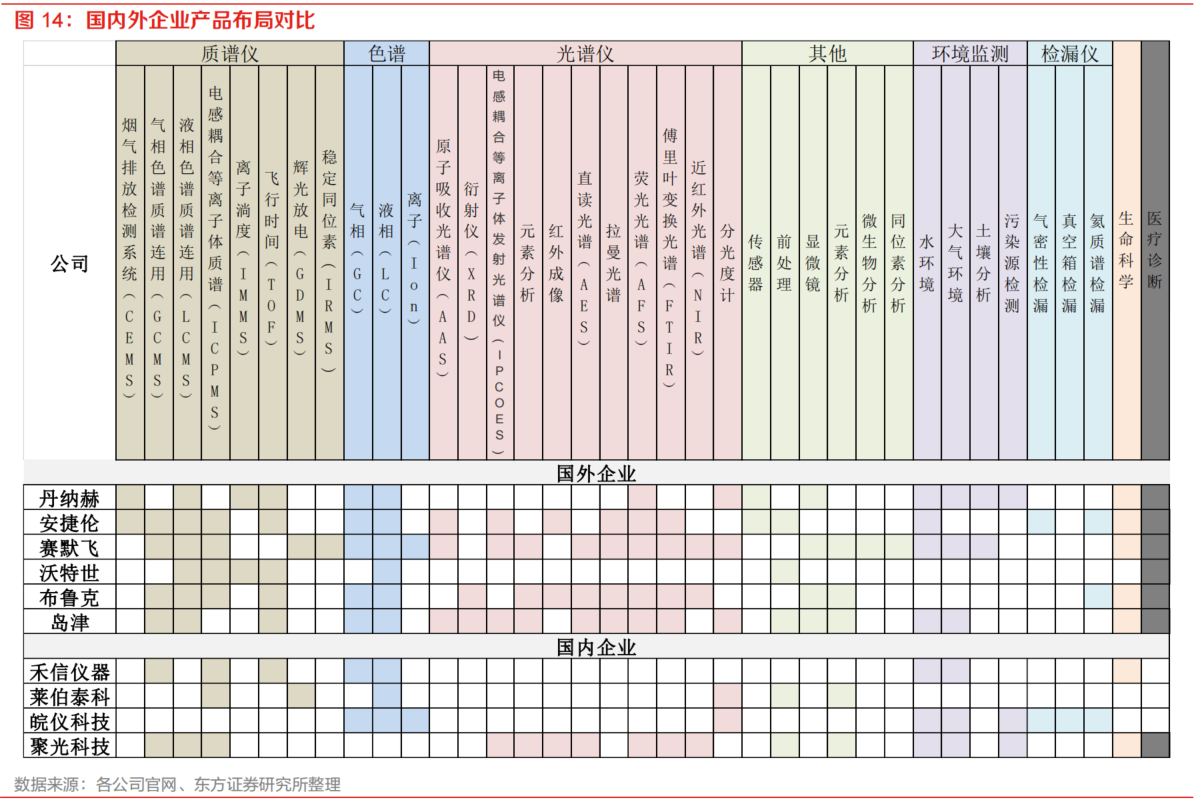 图 14：国内外企业产品布局对比
公司
质谱仪
色谱
光谱仪
其他
环境监测
检漏仪
烟气排放检测系统（CEMS）
气相色谱质谱连用（GCMS）
液相色谱质谱连用（LCMS）
电感耦合等离子体质谱（ICPMS）
离子淌度（IMMS）
飞行时间（TOF）
辉光放电（GDMS）
稳定同位素（IRMS）
气相（GC）
液相（LC）
离子（Ion）
原子吸收光谱仪（AAS）
衍射仪（XRD）
电感耦合等离子体发射光谱仪（IPCOES）
元素分析
红外成像
直读光谱（AES）
拉曼光谱
荧光光谱（AFS）
傅里叶变换光谱（FTIR）
近红外光谱（NIR）
分光度计
传感器
前处理
显微镜
元素分析
微生物分析
同位素分析
水环境
大气环境
土壤分析
污染源检测
气密性检漏
真空箱检漏
氦质谱检漏
生命科学
医疗诊断
国外企业
丹纳赫
安捷伦
赛默飞
沃特世
布鲁克
岛津
国内企业
禾信仪器
莱伯泰科
皖仪科技
聚光科技
数据来源：各公司官网、东方证券研究所整理